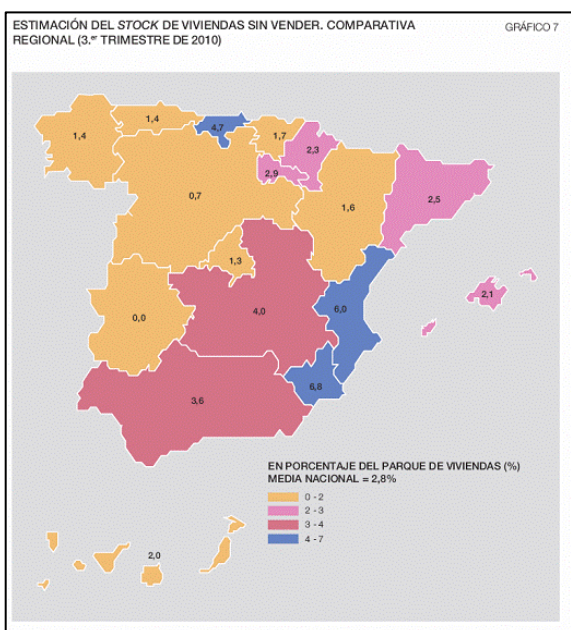 ESTIMACIÓN DEL STOCK DE VIVIENDAS SIN VENDER. COMPARATIVA
REGIONAL (3.er TRIMESTRE DE 2010)
GRÁFICO 7
1,4
1,4
4,7
1,7
2,3
2,9
2,5
0,7
1,6
1,3
2,1
0,0
4,0
6,0
6,8
3,6
EN PORCENTAJE DEL PARQUE DE VIVIENDAS (%)
MEDIA NACIONAL = 2,8%
0 - 2
2 - 3
3 - 4
4 - 7
2,0